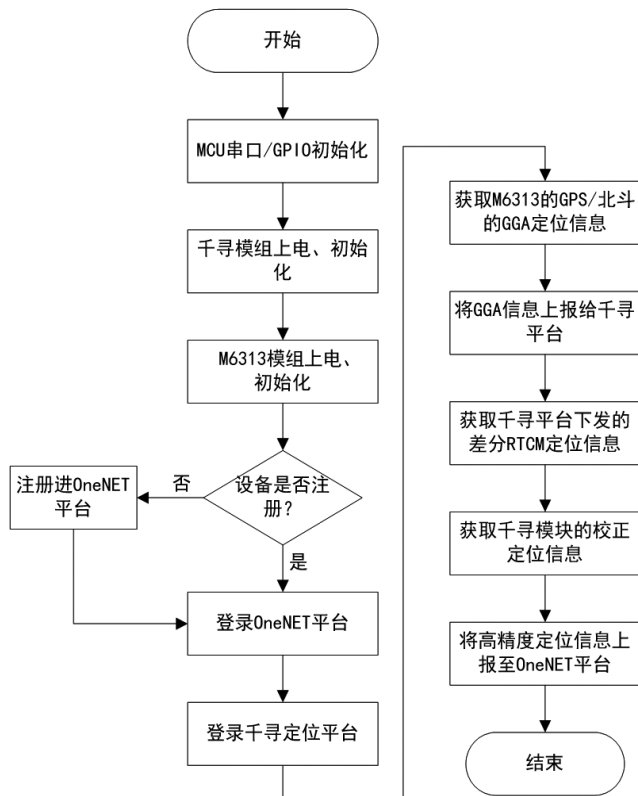 开始
MCU串口/GPIO初始化
千寻模组上电、初始
化
M6313模组上电、
初始化
设备是否注
册？
否
注册进OneNET
平台
是
登录OneNET平台
登录千寻定位平台
获取M6313的GPS/北斗
的GGA定位信息
将GGA信息上报给千寻
平台
获取千寻平台下发的
差分RTCM定位信息
获取千寻模块的校正
定位信息
将高精度定位信息上
报至OneNET平台
结束